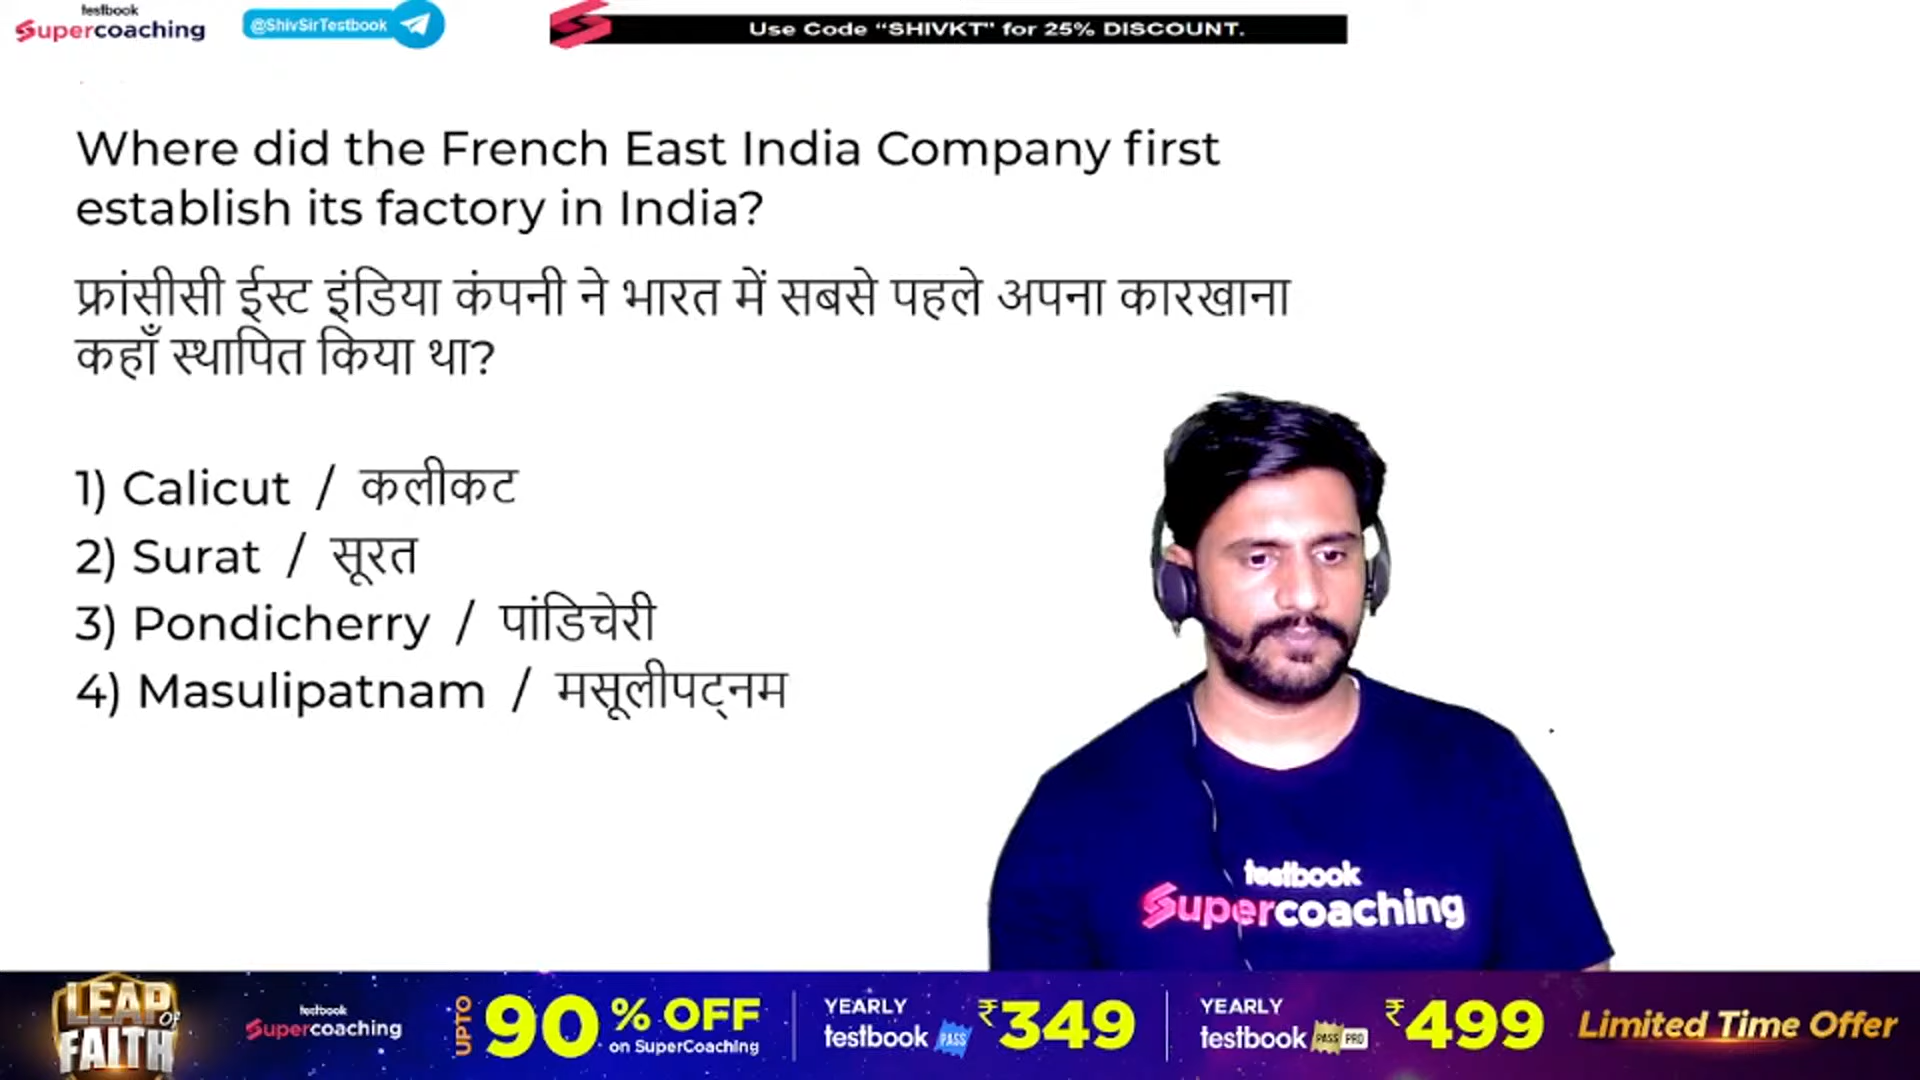 testbook
Supercoaching
@ShivSirTestbook
Use Code “SHIVKT" for 25% DISCOUNT.
Where did the French East India Company first
establish its factory in India?
फ्रांसीसी ईस्ट इंडिया कंपनी ने भारत में सबसे पहले अपना कारखाना
कहाँ स्थापित किया था?
1) Calicut / कलीकट
2) Surat / सूरत
3) Pondicherry / पांडिचेरी
4) Masulipatnam / मसूलीपट्नम
testbook
Supercoaching
LEAP OF
FAITH
testbook
Supercoaching
UPTO 90% OFF
on SuperCoaching
YEARLY
testbook PASS
₹349
YEARLY
testbook PASS PRO
₹499
Limited Time Offer